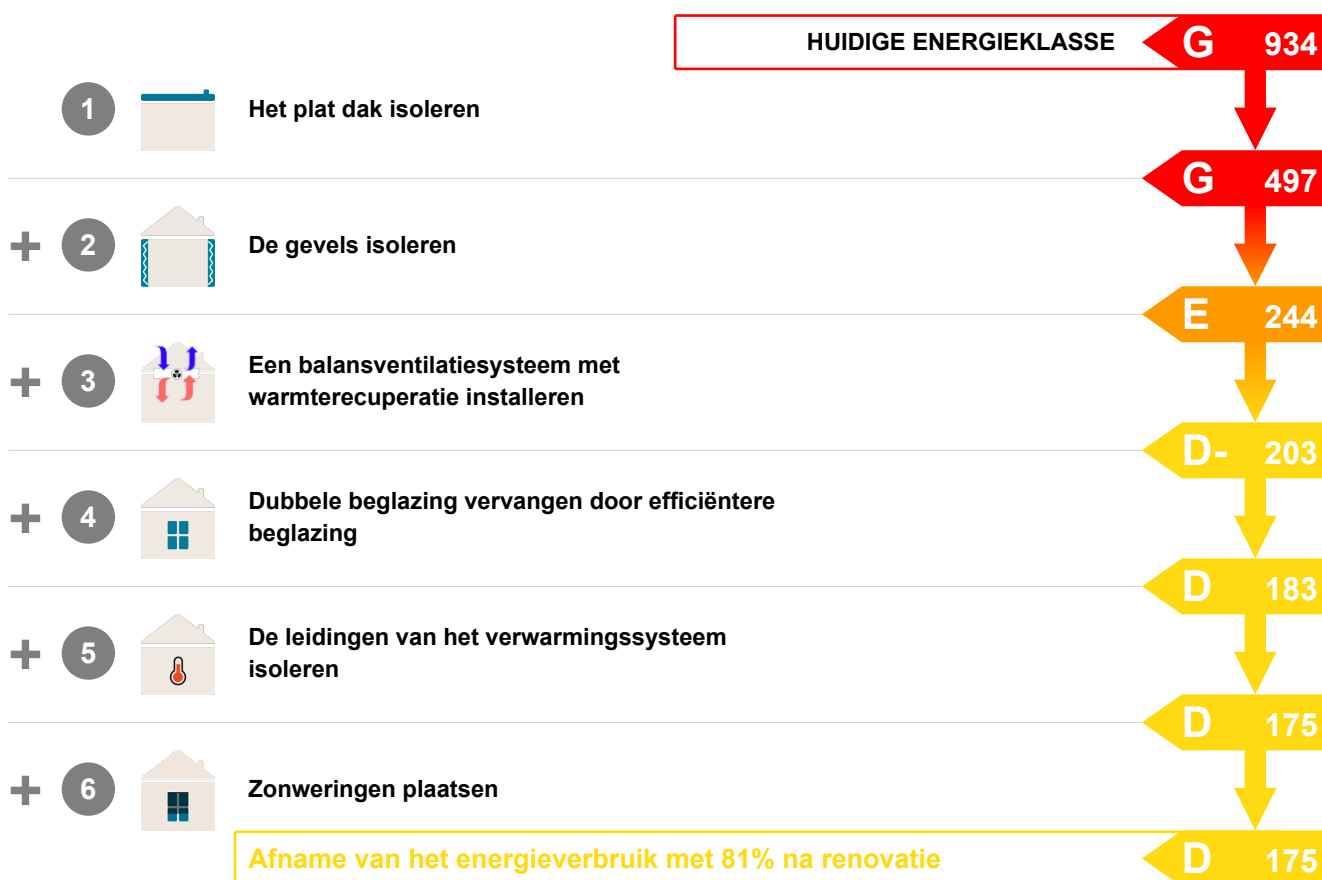 HUIDIGE ENERGIEKLASSE G 934
1 Het plat dak isoleren
G 497
+ 2 De gevels isoleren
E 244
+ 3 Een balansventilatiesysteem met
warmterecuperatie installeren
D- 203
+ 4 Dubbele beglazing vervangen door efficiëntere
beglazing
D 183
+ 5 De leidingen van het verwarmingssysteem
isoleren
D 175
+ 6 Zonweringen plaatsen
Afname van het energieverbruik met 81% na renovatie D 175